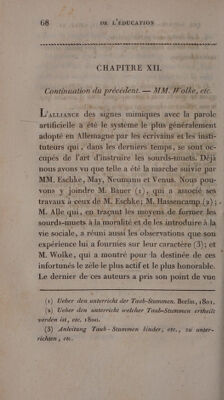 68 DE L'ÉDUCATION
CHAPITRE XII.
Continuation du précédent. — MM. Wolke, etc.
L'ALLIANCE des signes mimiques avec la parole
artificielle a été le système le plus généralement
adopté en Allemagne par les écrivains et les insti-
tuteurs qui, dans les derniers temps, se sont oc-
cupés de l'art d'instruire les sourds-muets. Déjà
nous avons vu que telle a été la marche suivie par
MM. Eschke, May, Neumann et Venus. Nous pou-
vons y joindre M. Bauer (1), qui a associé ses
travaux à ceux de M. Eschke; M. Hassencamp (2);
M. Alle qui, en traçant les moyens de former les
sourds-muets à la moralité et de les introduire à la
vie sociale, a réuni aussi les observations que son
expérience lui a fournies sur leur caractère (3); et
M. Wolke, qui a montré pour la destinée de ces
infortunés le zèle le plus actif et le plus honorable.
Le dernier de ces auteurs a pris son point de vue
(1) Ueber den unterricht der Taub-Stummen. Berlin, 1801.
(2) Ueber den unterricht welcher Taub-Stummen ertheilt
werden ist, etc. 1800.
(3) Anleitung Taub-Stummen kinder, etc., zu unter-
richten, etc.